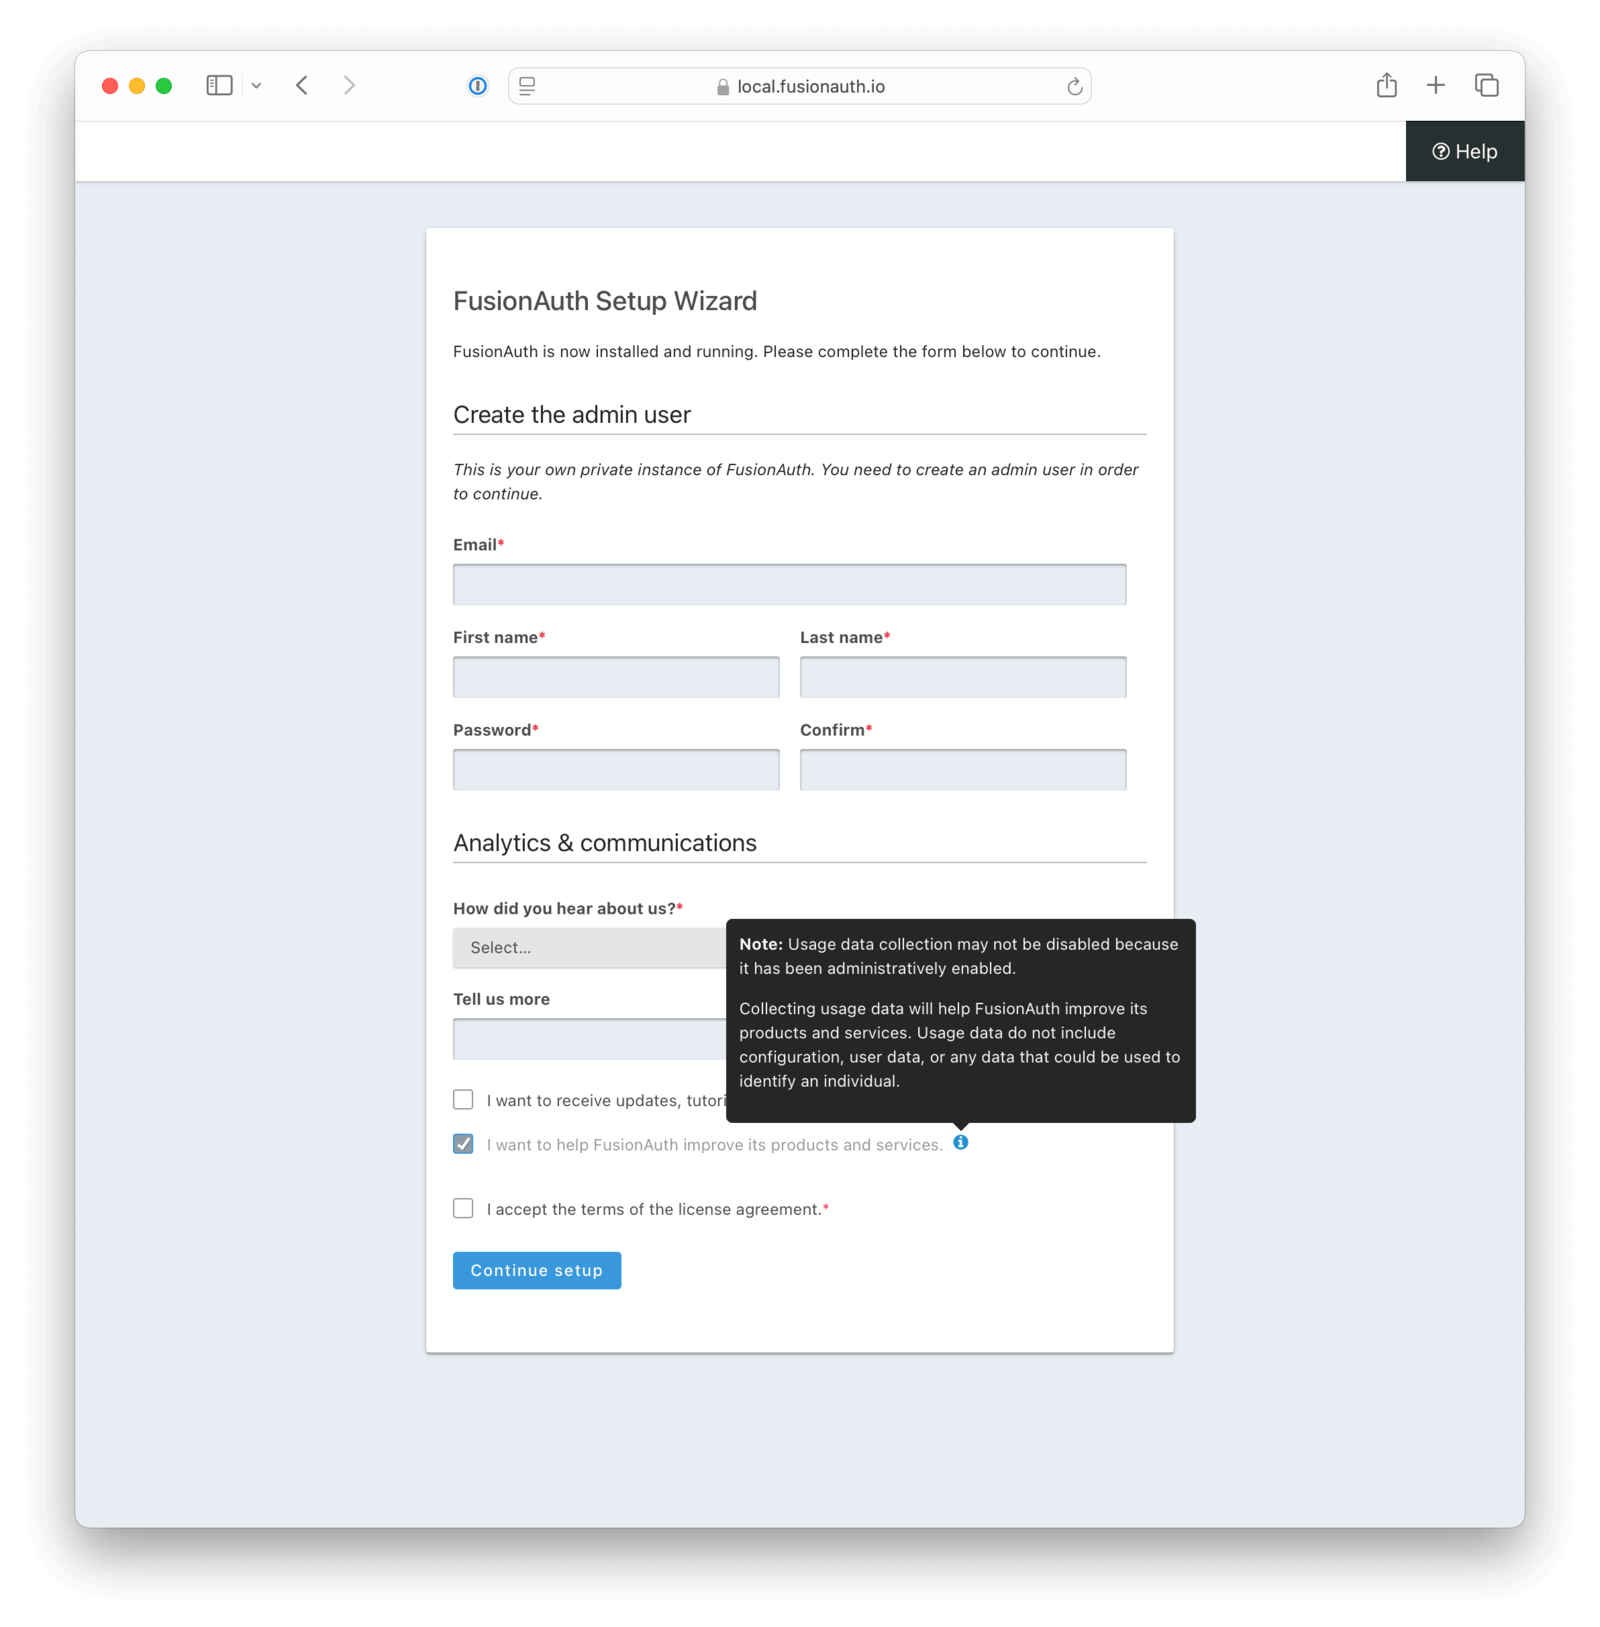 local.fusionauth.io
Help
FusionAuth Setup Wizard
FusionAuth is now installed and running. Please complete the form below to continue.
Create the admin user
This is your own private instance of FusionAuth. You need to create an admin user in order
to continue.
Email*
First name*
Last name*
Password*
Confirm*
Analytics & communications
How did you hear about us?*
Select...
Note: Usage data collection may not be disabled because
it has been administratively enabled.
Collecting usage data will help FusionAuth improve its
products and services. Usage data do not include
configuration, user data, or any data that could be used to
identify an individual.
Tell us more
I want to receive updates, tutori
I want to help FusionAuth improve its products and services.
I accept the terms of the license agreement.*
Continue setup